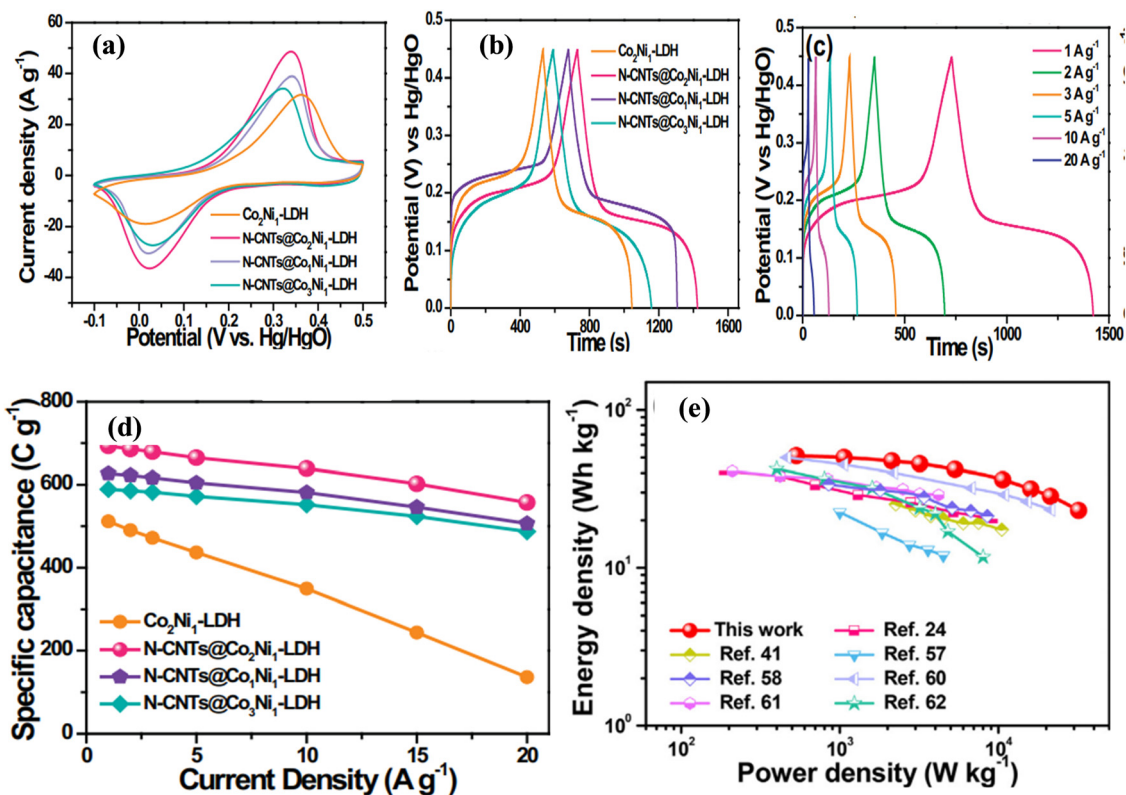 (a)
Current density (A g⁻¹)
60
40
20
0
-20
-40
Co₂Ni₁-LDH
N-CNTs@Co₂Ni₁-LDH
N-CNTs@Co₁Ni₁-LDH
N-CNTs@Co₃Ni₁-LDH
-0.1 0.0 0.1 0.2 0.3 0.4 0.5
Potential (V vs. Hg/HgO)
(b)
Potential (V) vs Hg/HgO
0.5
0.4
0.3
0.2
0.1
0.0
Co₂Ni₁-LDH
N-CNTs@Co₂Ni₁-LDH
N-CNTs@Co₁Ni₁-LDH
N-CNTs@Co₃Ni₁-LDH
0 400 800 1200 1600
Time (s)
(c)
Potential (V vs Hg/HgO)
0.5
0.4
0.3
0.2
0.1
0.0
1 A g⁻¹
2 A g⁻¹
3 A g⁻¹
5 A g⁻¹
10 A g⁻¹
20 A g⁻¹
0 500 1000 1500
Time (s)
(d)
Specific capacitance (C g⁻¹)
800
600
400
200
0
Co₂Ni₁-LDH
N-CNTs@Co₂Ni₁-LDH
N-CNTs@Co₁Ni₁-LDH
N-CNTs@Co₃Ni₁-LDH
0 5 10 15 20
Current Density (A g⁻¹)
(e)
Energy density (Wh kg⁻¹)
10²
10¹
10⁰
This work Ref. 24
Ref. 41 Ref. 57
Ref. 58 Ref. 60
Ref. 61 Ref. 62
10² 10³ 10⁴
Power density (W kg⁻¹)